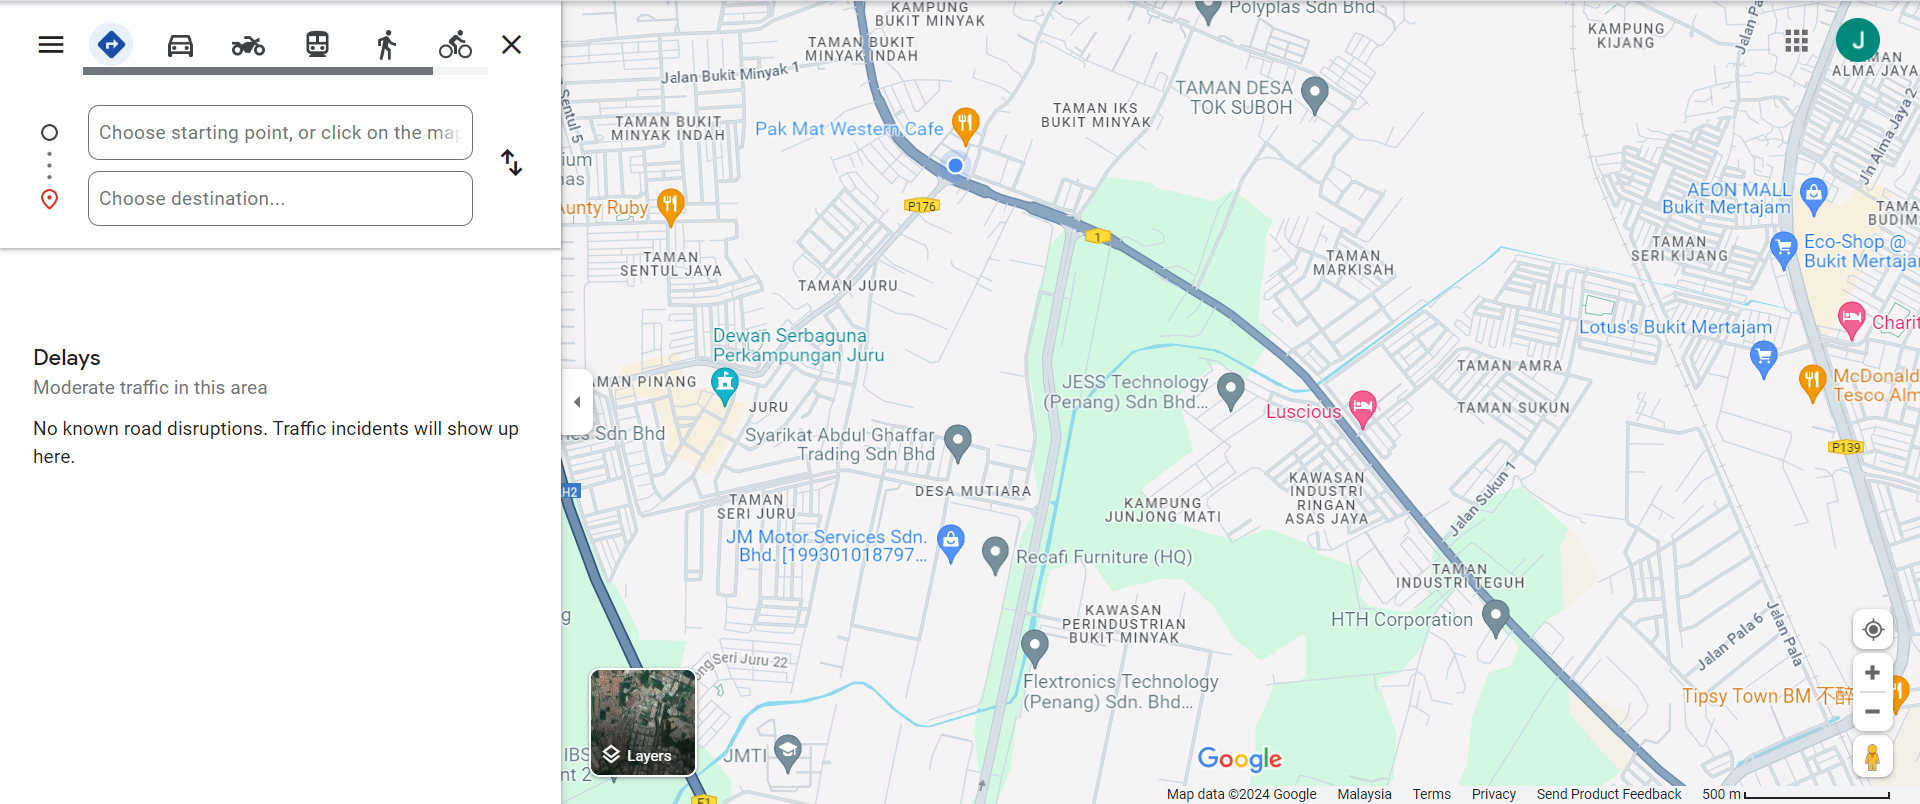 Choose starting point, or click on the map
Choose destination...
Delays
Moderate traffic in this area
No known road disruptions. Traffic incidents will show up
here.
Layers
KAMPUNG
BUKIT MINYAK
TAMAN BUKIT
MINYAK INDAH
Jalan Bukit Minyak 1
Sentul 5
TAMAN BUKIT
MINYAK INDAH
ium
nas
Aunty Ruby
Pak Mat Western Cafe
P176
Polyplas Sdn Bhd
TAMAN DESA
TOK SUBOH
TAMAN IKS
BUKIT MINYAK
KAMPUNG
KIJANG
Jalan Pa
J
TAMAN
ALMA JAYA
J'n Alma Jaya 2
AEON MALL
Bukit Mertajam
TAMA
BUDIM
Eco-Shop @
Bukit Mertaja
TAMAN
SERI KIJANG
1
TAMAN
MARKISAH
TAMAN
SENTUL JAYA
TAMAN JURU
Dewan Serbaguna
Perkampungan Juru
AMAN PINANG
JURU
Lotus's Bukit Mertajam
Charit
TAMAN AMRA
TAMAN SUKUN
McDonald
Tesco Alm
P139
JESS Technology
(Penang) Sdn Bhd...
Luscious
es Sdn Bhd
Syarikat Abdul Ghaffar
Trading Sdn Bhd
H2
DESA MUTIARA
TAMAN
SERI JURU
KAMPUNG
JUNJONG MATI
KAWASAN
INDUSTRI
RINGAN
ASAS JAYA
Jalan Sukun 1
JM Motor Services Sdn.
Bhd. [199301018797...
Recafi Furniture (HQ)
TAMAN
INDUSTRI TEGUH
KAWASAN
PERINDUSTRIAN
BUKIT MINYAK
HTH Corporation
g
ong Seri Juru 22
Jalan Pala 6
Jalan Pala
Flextronics Technology
(Penang) Sdn. Bhd...
Tipsy Town BM 不醉
JMTI
IBS
nt 2
E1
Google
Map data ©2024 Google
Malaysia
Terms
Privacy
Send Product Feedback
500 m